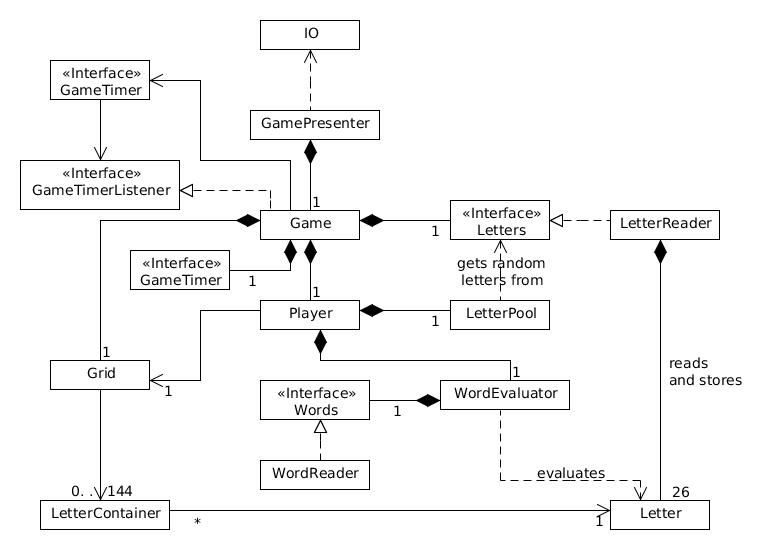 IO
«Interface»
GameTimer
GamePresenter
«Interface»
GameTimerListener
1
Game
1
«Interface»
Letters
LetterReader
«Interface»
GameTimer
1
gets random
letters from
1
Player
1
LetterPool
1
Grid
1
reads
and stores
1
«Interface»
Words
1
WordEvaluator
WordReader
evaluates
0. . 144
26
LetterContainer
*
1
Letter